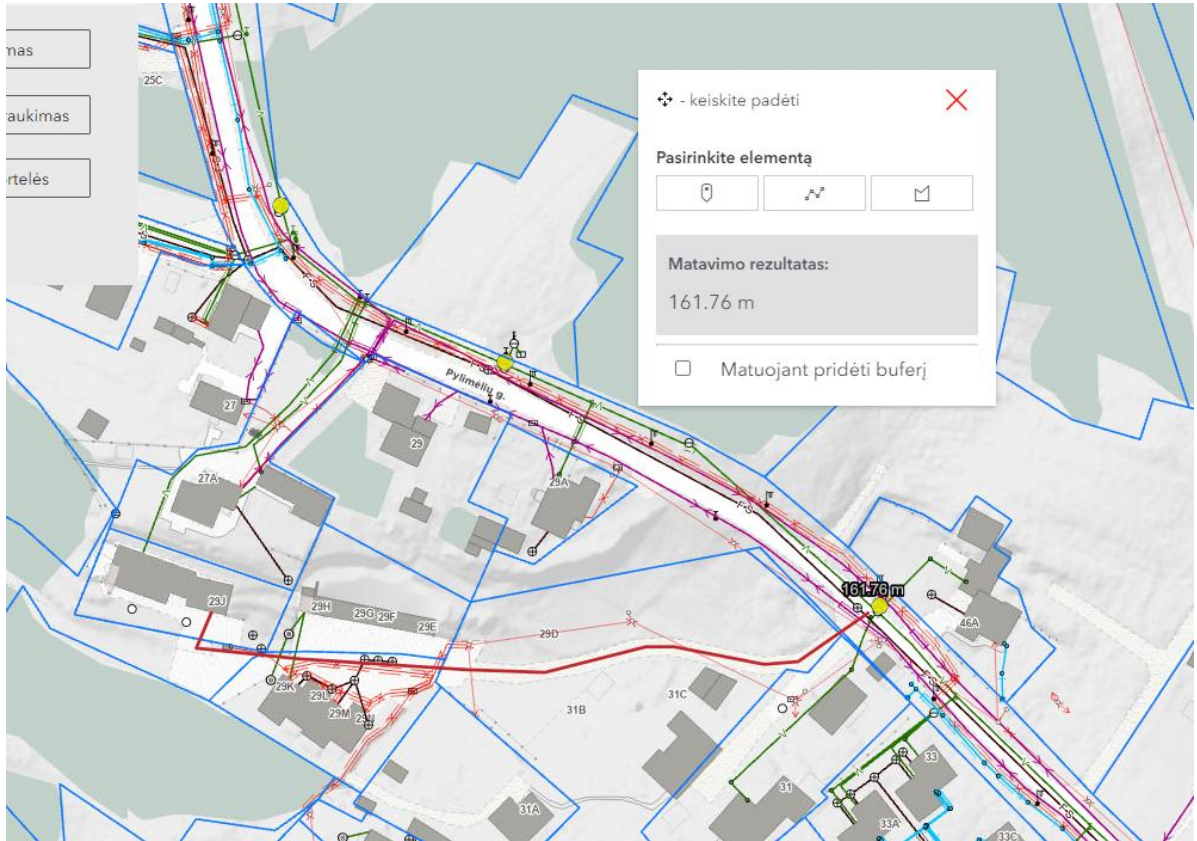 mas
raukimas
rtelės
- keiskite padėti
Pasirinkite elementą
Matavimo rezultatas:
161.76 m
Matuojant pridėti buferį
25C
F-S
Pylimėlių g.
27
29
27A
29A
F-S
F-S
161.76 m
46A
29J
29H
29G
29F
29E
29D
29K
29L
29M
31B
31C
F-S
31
33
31A
33A
33C
F-S